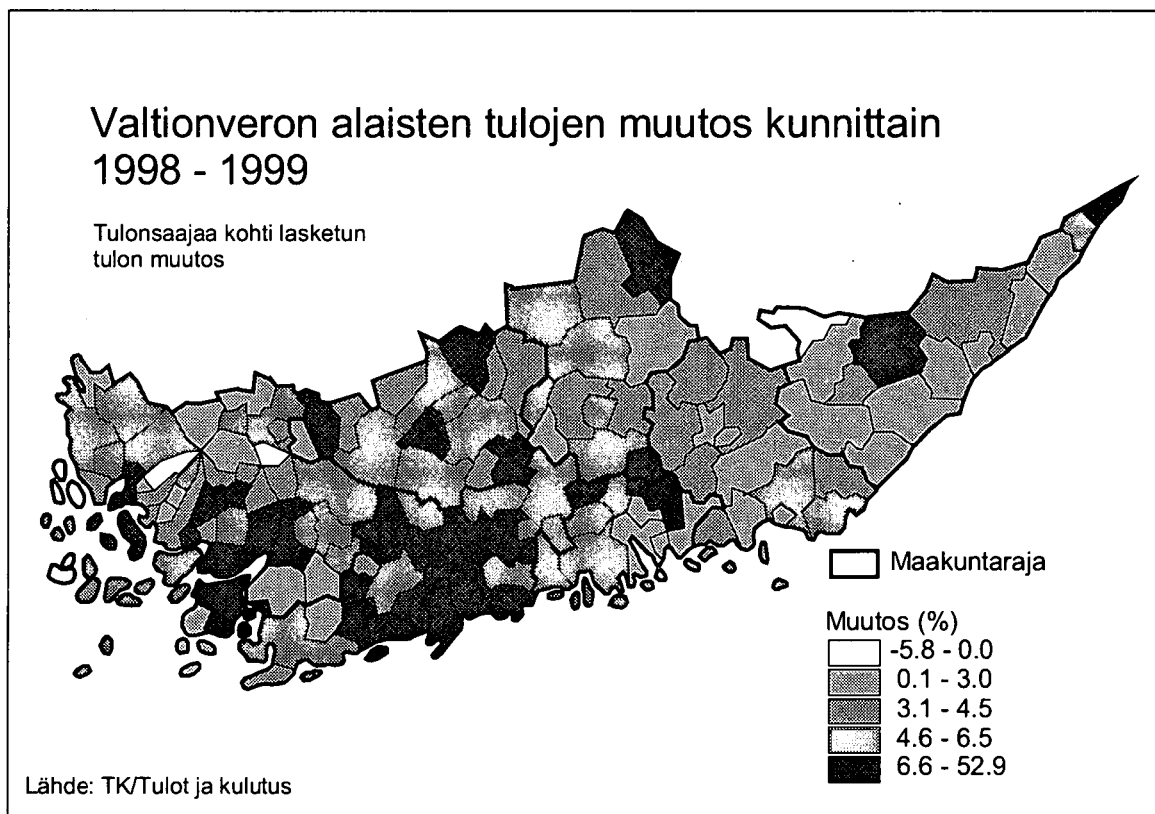 Valtionveron alaisten tulojen muutos kunnittain
1998 - 1999
Tulonsaajaa kohti lasketun
tulon muutos
Maakuntaraja
Muutos (%)
-5.8 - 0.0
0.1 - 3.0
3.1 - 4.5
4.6 - 6.5
6.6 - 52.9
Lähde: TK/Tulot ja kulutus